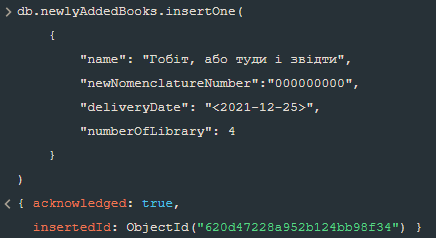 > db.newlyAddedBooks.insertOne(
{
"name": "Гобіт, або туди і звідти",
"newNomenclatureNumber":"000000000",
"deliveryDate": "<2021-12-25>",
"numberOfLibrary": 4
}
)
< { acknowledged: true,
insertedId: ObjectId("620d47228a952b124bb98f34") }